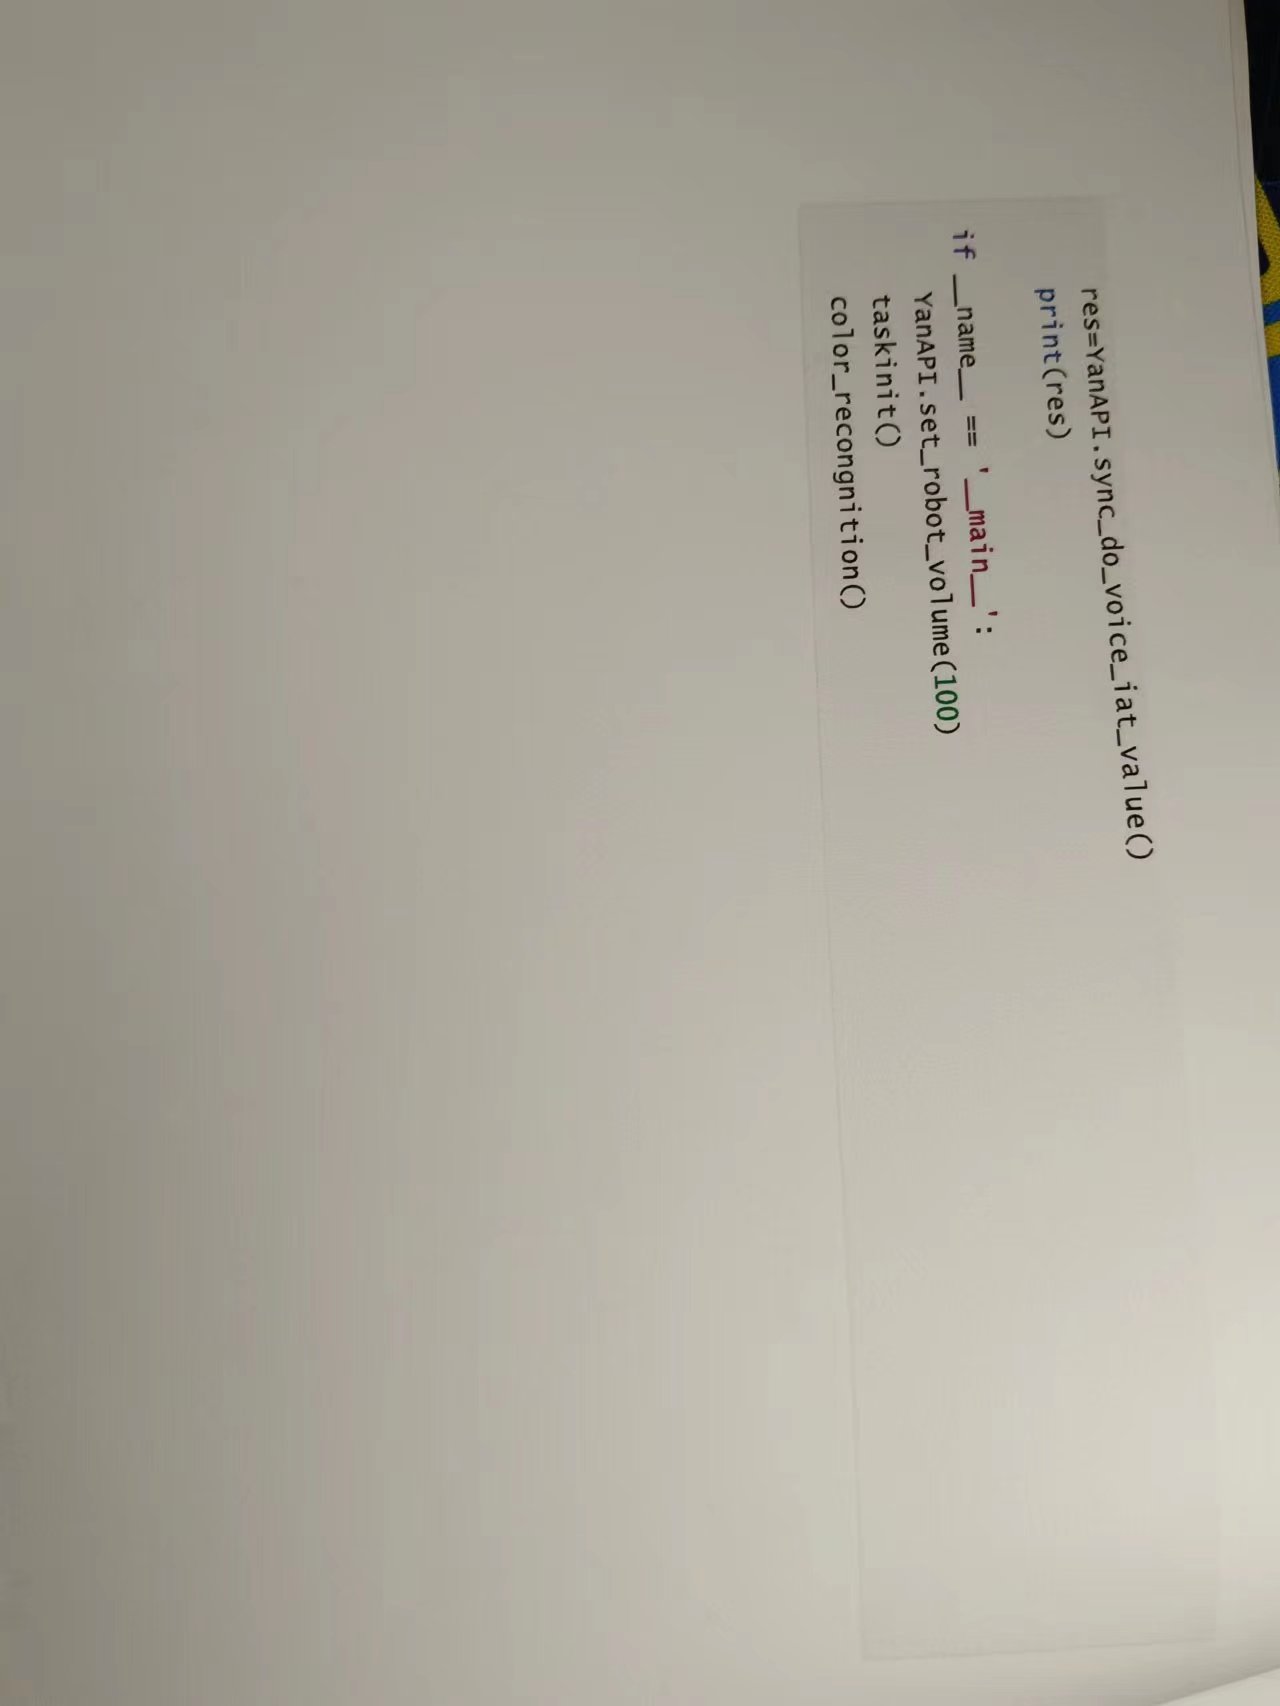 res=YanAPI.sync_do_voice_iat_value()
    print(res)

if __name__ == '__main__':
    YanAPI.set_robot_volume(100)
    taskinit()
    color_recongnition()